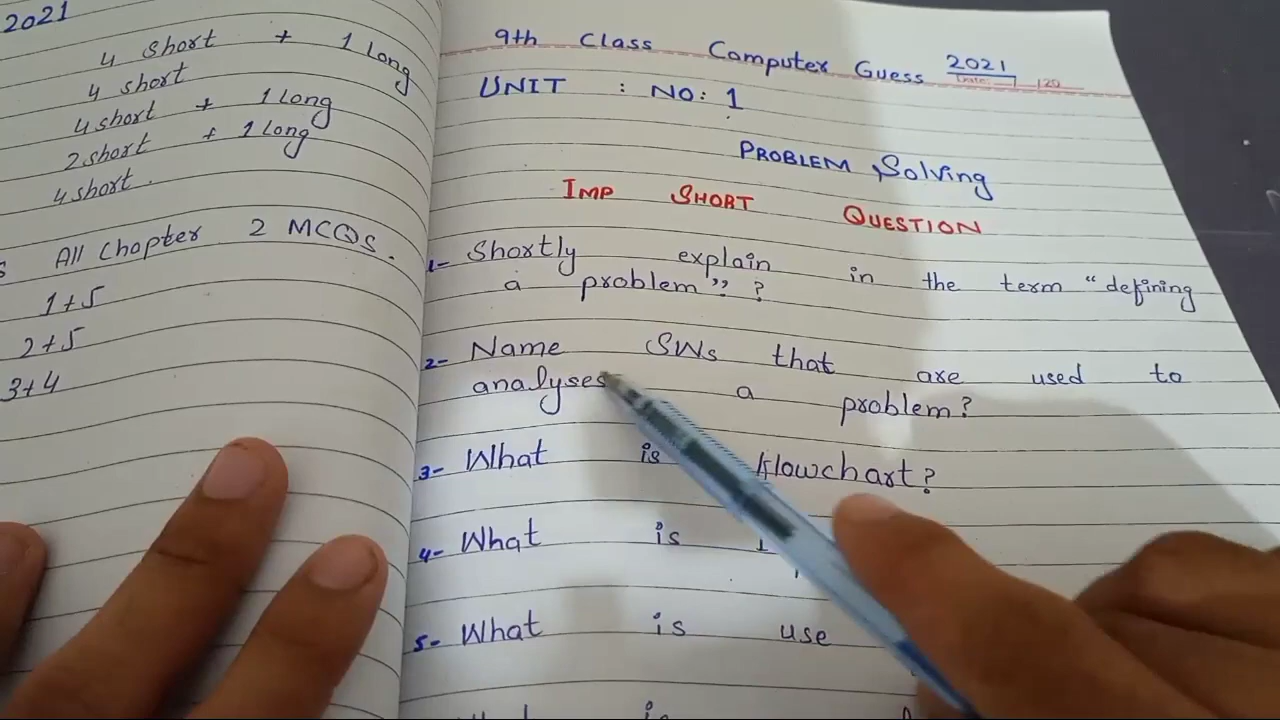 2021
4 short + 1 Long
4 short
4 short + 1 Long
2 short + 1 Long
4 short.
All Chapter 2 MCQS.
1+5
2+5
3+4
9th Class Computer Guess 2021
UNIT : NO: 1
PROBLEM Solving
IMP SHORT QUESTION
1- Shortly explain in the term "defining
a problem"?
2- Name SWs that are used to
analyses a problem?
3- What is flowchart?
4- What is
5- What is use
is